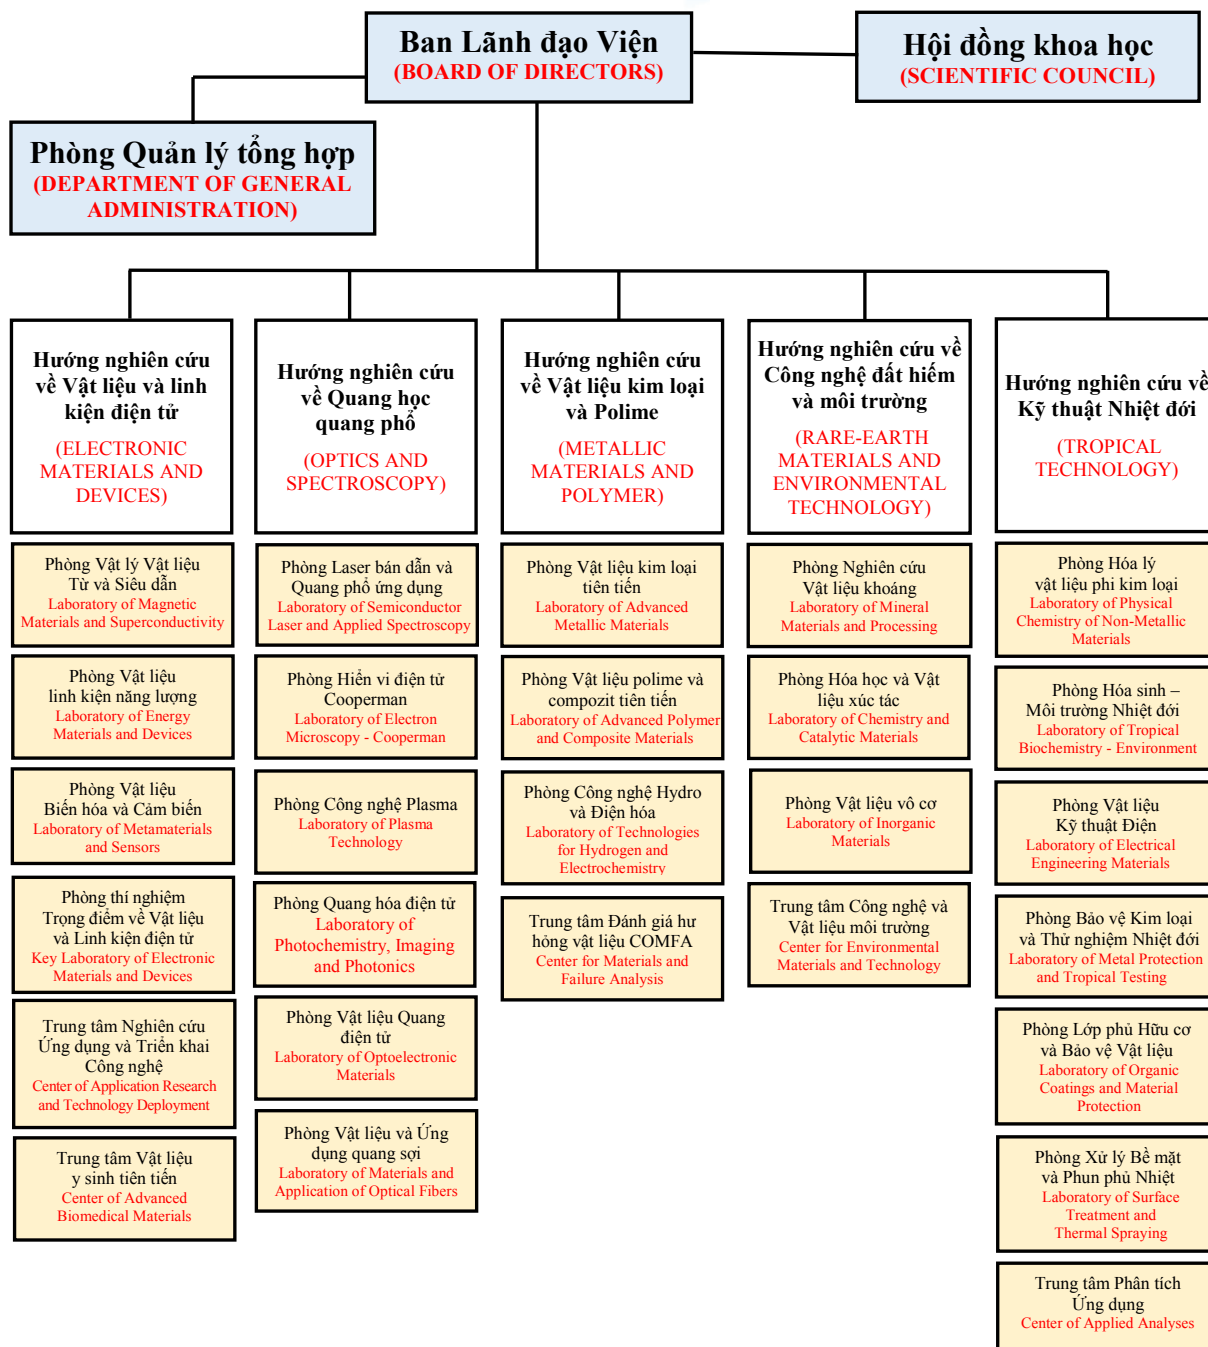 Ban Lãnh đạo Viện
(BOARD OF DIRECTORS)
Hội đồng khoa học
(SCIENTIFIC COUNCIL)
Phòng Quản lý tổng hợp
(DEPARTMENT OF GENERAL
ADMINISTRATION)
Hướng nghiên cứu
về Vật liệu và linh
kiện điện tử
(ELECTRONIC
MATERIALS AND
DEVICES)
Phòng Vật lý Vật liệu
Từ và Siêu dẫn
Laboratory of Magnetic
Materials and Superconductivity
Phòng Vật liệu
linh kiện năng lượng
Laboratory of Energy
Materials and Devices
Phòng Vật liệu
Biến hóa và Cảm biến
Laboratory of Metamaterials
and Sensors
Phòng thí nghiệm
Trọng điểm về Vật liệu
và Linh kiện điện tử
Key Laboratory of Electronic
Materials and Devices
Trung tâm Nghiên cứu
Ứng dụng và Triển khai
Công nghệ
Center of Application Research
and Technology Deployment
Trung tâm Vật liệu
y sinh tiên tiến
Center of Advanced
Biomedical Materials
Hướng nghiên cứu
về Quang học
quang phổ
(OPTICS AND
SPECTROSCOPY)
Phòng Laser bán dẫn và
Quang phổ ứng dụng
Laboratory of Semiconductor
Laser and Applied Spectroscopy
Phòng Hiển vi điện tử
Cooperman
Laboratory of Electron
Microscopy - Cooperman
Phòng Công nghệ Plasma
Laboratory of Plasma
Technology
Phòng Quang hóa điện tử
Laboratory of
Photochemistry, Imaging
and Photonics
Phòng Vật liệu Quang
điện tử
Laboratory of Optoelectronic
Materials
Phòng Vật liệu và Ứng
dụng quang sợi
Laboratory of Materials and
Application of Optical Fibers
Hướng nghiên cứu
về Vật liệu kim loại
và Polime
(METALLIC
MATERIALS AND
POLYMER)
Phòng Vật liệu kim loại
tiên tiến
Laboratory of Advanced
Metallic Materials
Phòng Vật liệu polime và
compozit tiên tiến
Laboratory of Advanced Polymer
and Composite Materials
Phòng Công nghệ Hydro
và Điện hóa
Laboratory of Technologies
for Hydrogen and
Electrochemistry
Trung tâm Đánh giá hư
hỏng vật liệu COMFA
Center for Materials and
Failure Analysis
Hướng nghiên cứu về
Công nghệ đất hiếm
và môi trường
(RARE-EARTH
MATERIALS AND
ENVIRONMENTAL
TECHNOLOGY)
Phòng Nghiên cứu
Vật liệu khoáng
Laboratory of Mineral
Materials and Processing
Phòng Hóa học và Vật
liệu xúc tác
Laboratory of Chemistry and
Catalytic Materials
Phòng Vật liệu vô cơ
Laboratory of Inorganic
Materials
Trung tâm Công nghệ và
Vật liệu môi trường
Center for Environmental
Materials and Technology
Hướng nghiên cứu về
Kỹ thuật Nhiệt đới
(TROPICAL
TECHNOLOGY)
Phòng Hóa lý
vật liệu phi kim loại
Laboratory of Physical
Chemistry of Non-Metallic
Materials
Phòng Hóa sinh –
Môi trường Nhiệt đới
Laboratory of Tropical
Biochemistry - Environment
Phòng Vật liệu
Kỹ thuật Điện
Laboratory of Electrical
Engineering Materials
Phòng Bảo vệ Kim loại
và Thử nghiệm Nhiệt đới
Laboratory of Metal Protection
and Tropical Testing
Phòng Lớp phủ Hữu cơ
và Bảo vệ Vật liệu
Laboratory of Organic
Coatings and Material
Protection
Phòng Xử lý Bề mặt
và Phun phủ Nhiệt
Laboratory of Surface
Treatment and
Thermal Spraying
Trung tâm Phân tích
Ứng dụng
Center of Applied Analyses